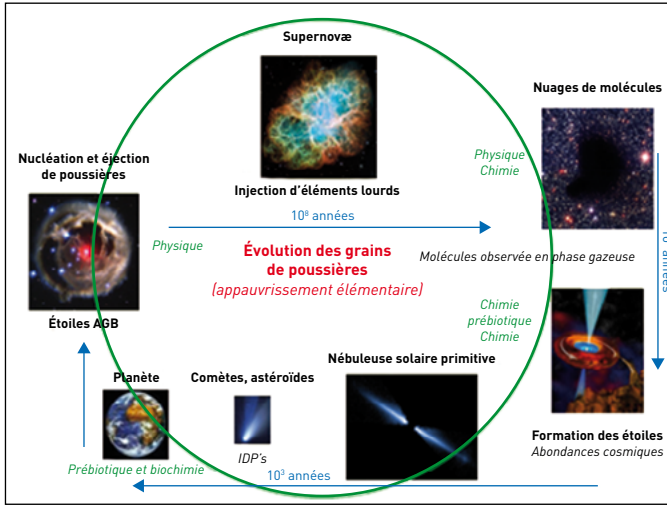 Supernovæ
Nuages de molécules
Nucléation et éjection
de poussières
Physique
Chimie
Injection d'éléments lourds
10⁸ années
Physique
Évolution des grains
de poussières
(appauvrissement élémentaire)
Molécules observée en phase gazeuse
années
Étoiles AGB
Chimie
prébiotique
Chimie
Nébuleuse solaire primitive
Planète
Comètes, astéroïdes
IDP's
Formation des étoiles
Abondances cosmiques
Prébiotique et biochimie
10³ années